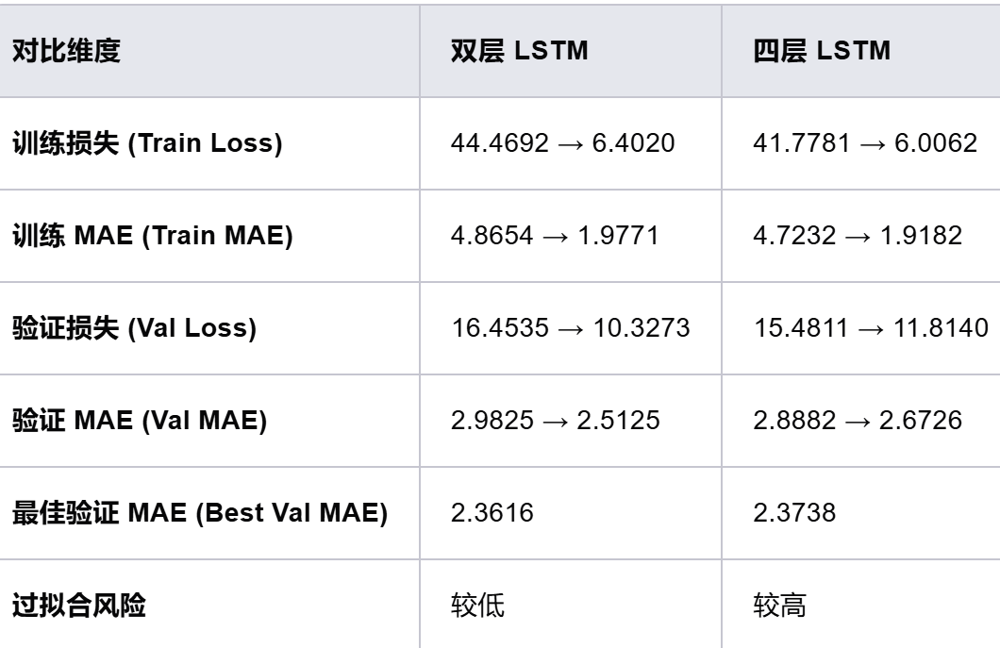 对比维度 双层 LSTM 四层 LSTM
训练损失 (Train Loss) 44.4692 → 6.4020 41.7781 → 6.0062
训练 MAE (Train MAE) 4.8654 → 1.9771 4.7232 → 1.9182
验证损失 (Val Loss) 16.4535 → 10.3273 15.4811 → 11.8140
验证 MAE (Val MAE) 2.9825 → 2.5125 2.8882 → 2.6726
最佳验证 MAE (Best Val MAE) 2.3616 2.3738
过拟合风险 较低 较高